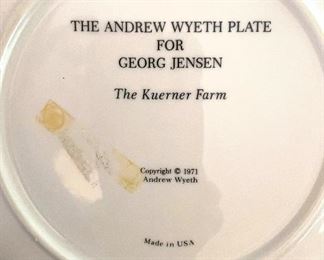 THE ANDREW WYETH PLATE
FOR
GEORG JENSEN
The Kuerner Farm
Copyright © 1971
Andrew Wyeth
Made in USA